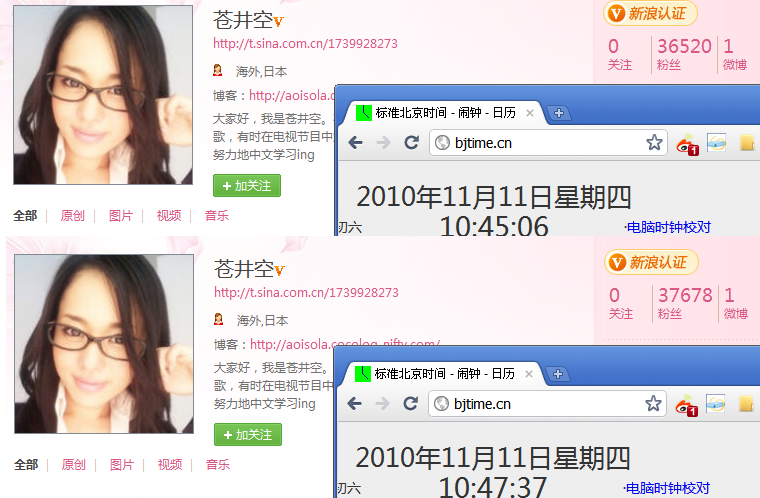 苍井空v
http://t.sina.com.cn/1739928273
海外,日本
博客：http://aoisola.c
大家好，我是苍井空。
歌，有时在电视节目中
努力地中文学习ing
+ 加关注
全部 | 原创 | 图片 | 视频 | 音乐
V 新浪认证
0 36520 1
关注 粉丝 微博
标准北京时间 - 闹钟 - 日历
bjtime.cn
1
2010年11月11日星期四
初六 10:45:06 ·电脑时钟校对
苍井空v
http://t.sina.com.cn/1739928273
海外,日本
博客：http://aoisola.cocolog-nifty.com/
大家好，我是苍井空。
歌，有时在电视节目中
努力地中文学习ing
+ 加关注
全部 | 原创 | 图片 | 视频 | 音乐
V 新浪认证
0 37678 1
关注 粉丝 微博
标准北京时间 - 闹钟 - 日历
bjtime.cn
1
2010年11月11日星期四
初六 10:47:37 ·电脑时钟校对